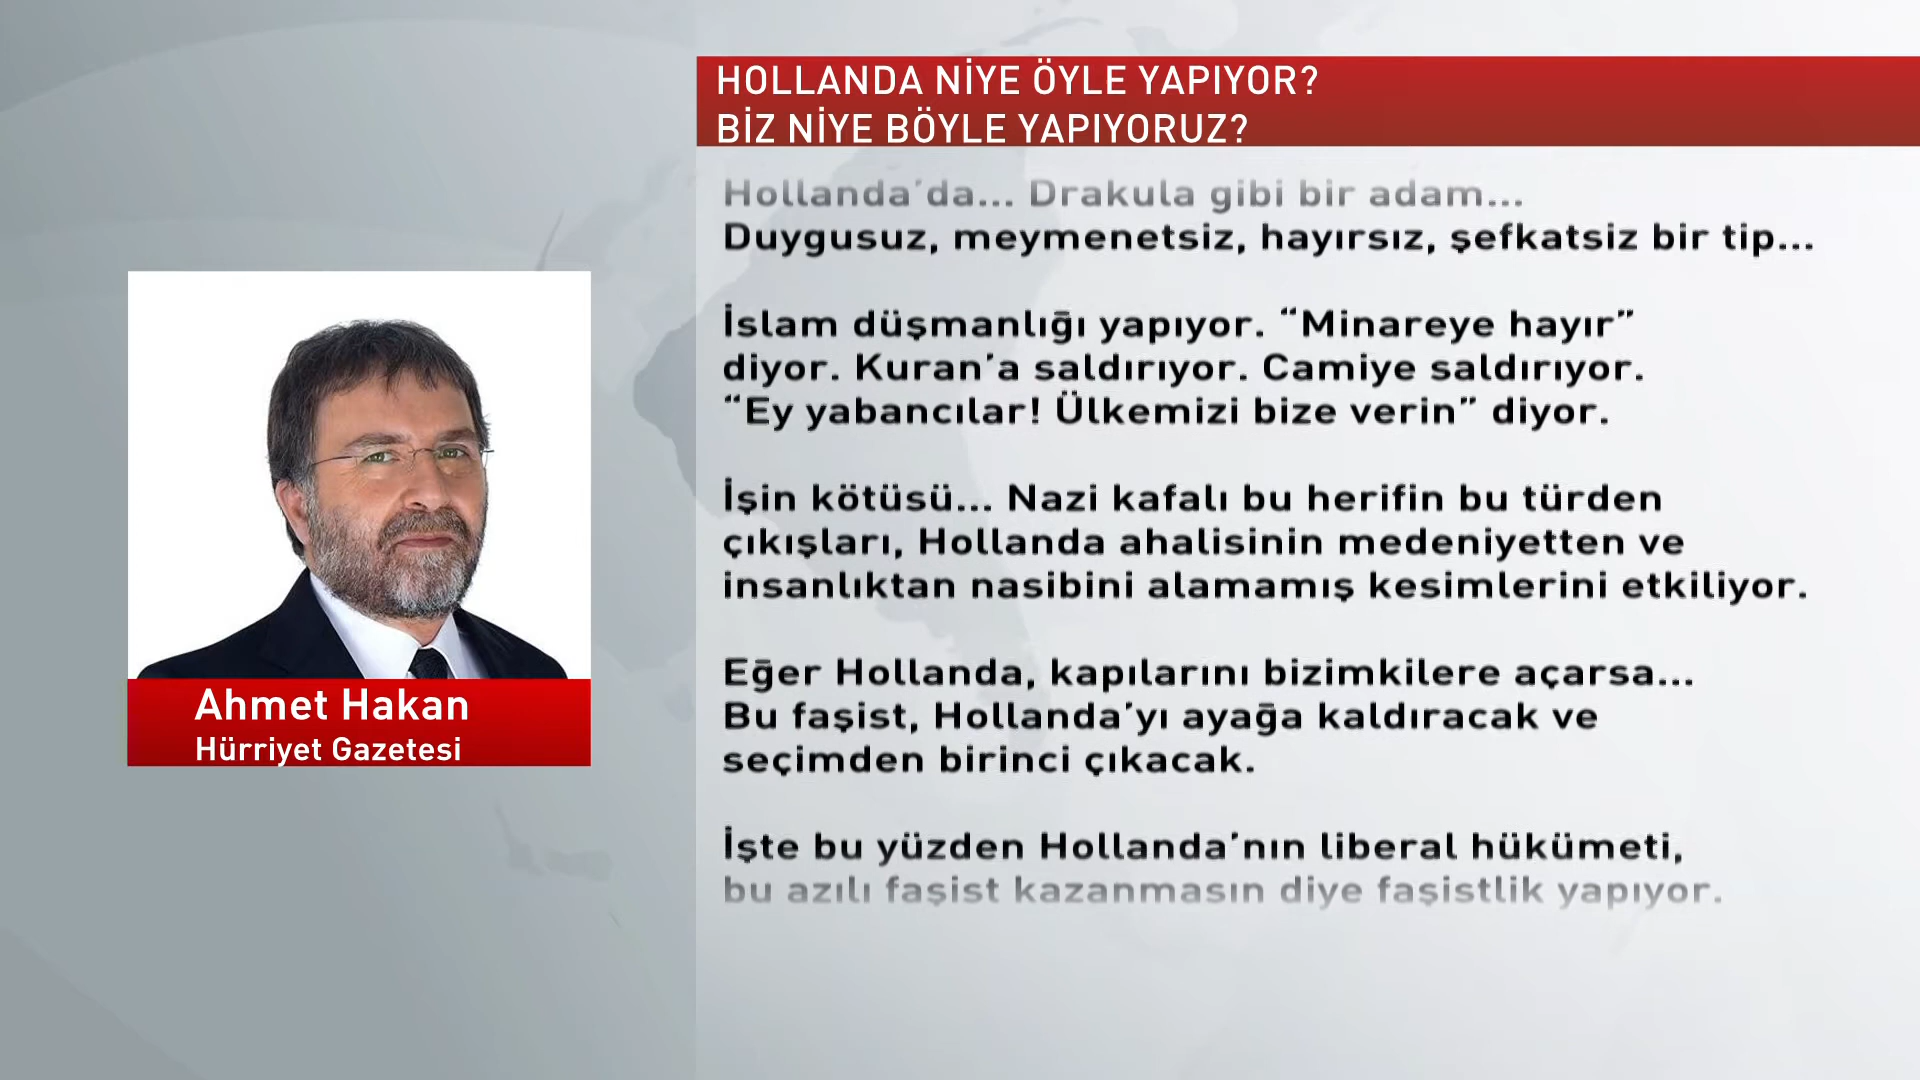 HOLLANDA NİYE ÖYLE YAPIYOR?
BİZ NİYE BÖYLE YAPIYORUZ?
Hollanda'da... Drakula gibi bir adam...
Duygusuz, meymenetsiz, hayırsız, şefkatsiz bir tip...
İslam düşmanlığı yapıyor. “Minareye hayır”
diyor. Kuran'a saldırıyor. Camiye saldırıyor.
“Ey yabancılar! Ülkemizi bize verin” diyor.
İşin kötüsü... Nazi kafalı bu herifin bu türden
çıkışları, Hollanda ahalisinin medeniyetten ve
insanlıktan nasibini alamamış kesimlerini etkiliyor.
Eğer Hollanda, kapılarını bizimkilere açarsa...
Bu faşist, Hollanda'yı ayağa kaldıracak ve
seçimden birinci çıkacak.
İşte bu yüzden Hollanda'nın liberal hükümeti,
bu azılı faşist kazanmasın diye faşistlik yapıyor.
Ahmet Hakan
Hürriyet Gazetesi